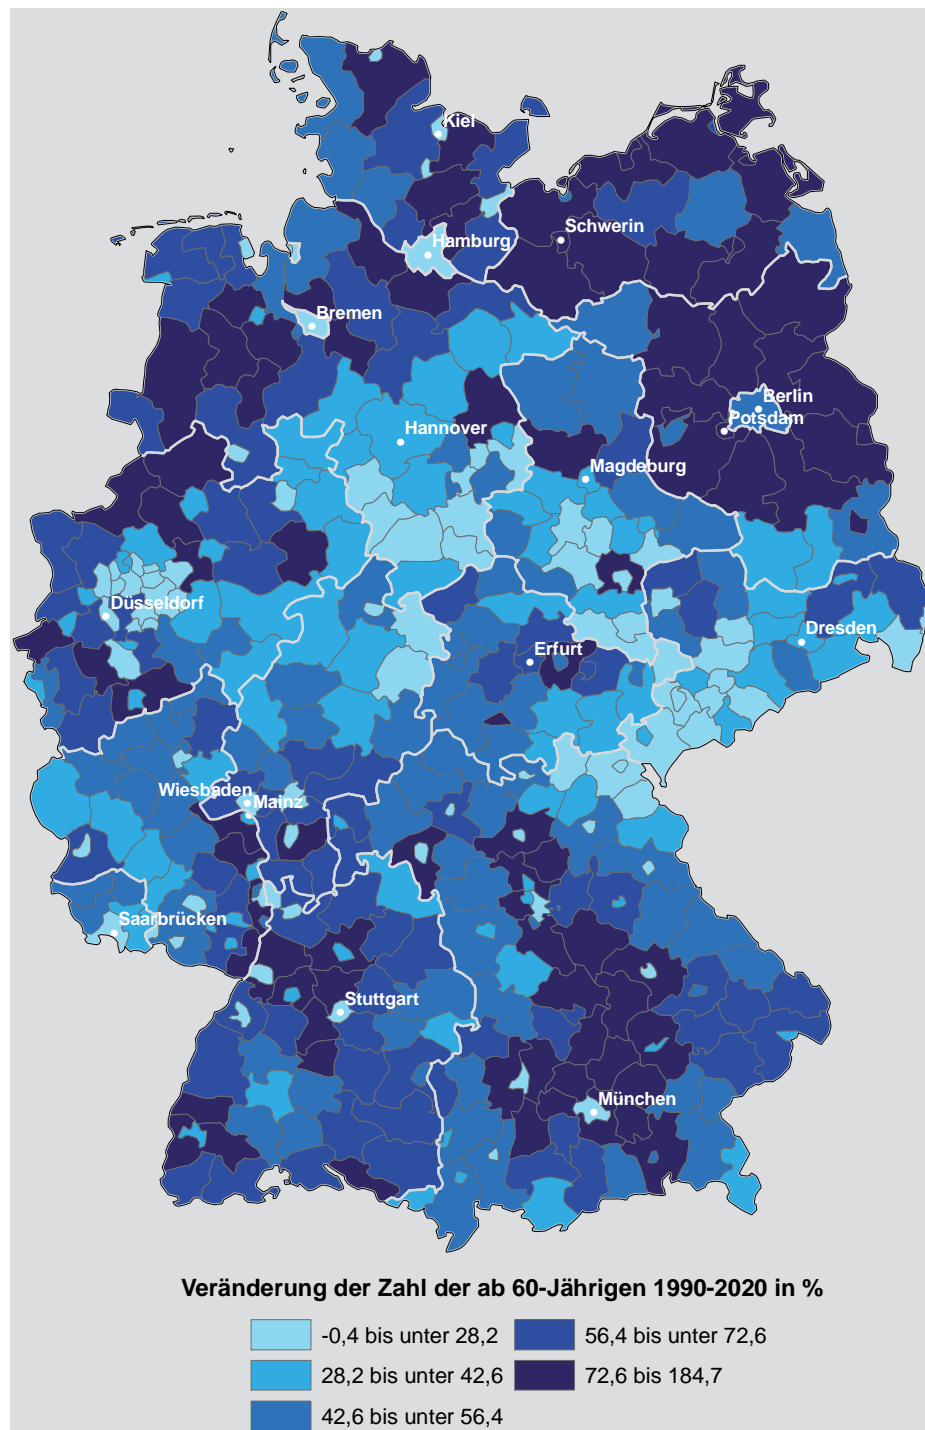 Kiel
Schwerin
Hamburg
Bremen
Berlin
Potsdam
Hannover
Magdeburg
Düsseldorf
Dresden
Erfurt
Wiesbaden
Mainz
Saarbrücken
Stuttgart
München
Veränderung der Zahl der ab 60-Jährigen 1990-2020 in %
-0,4 bis unter 28,2
56,4 bis unter 72,6
28,2 bis unter 42,6
72,6 bis 184,7
42,6 bis unter 56,4